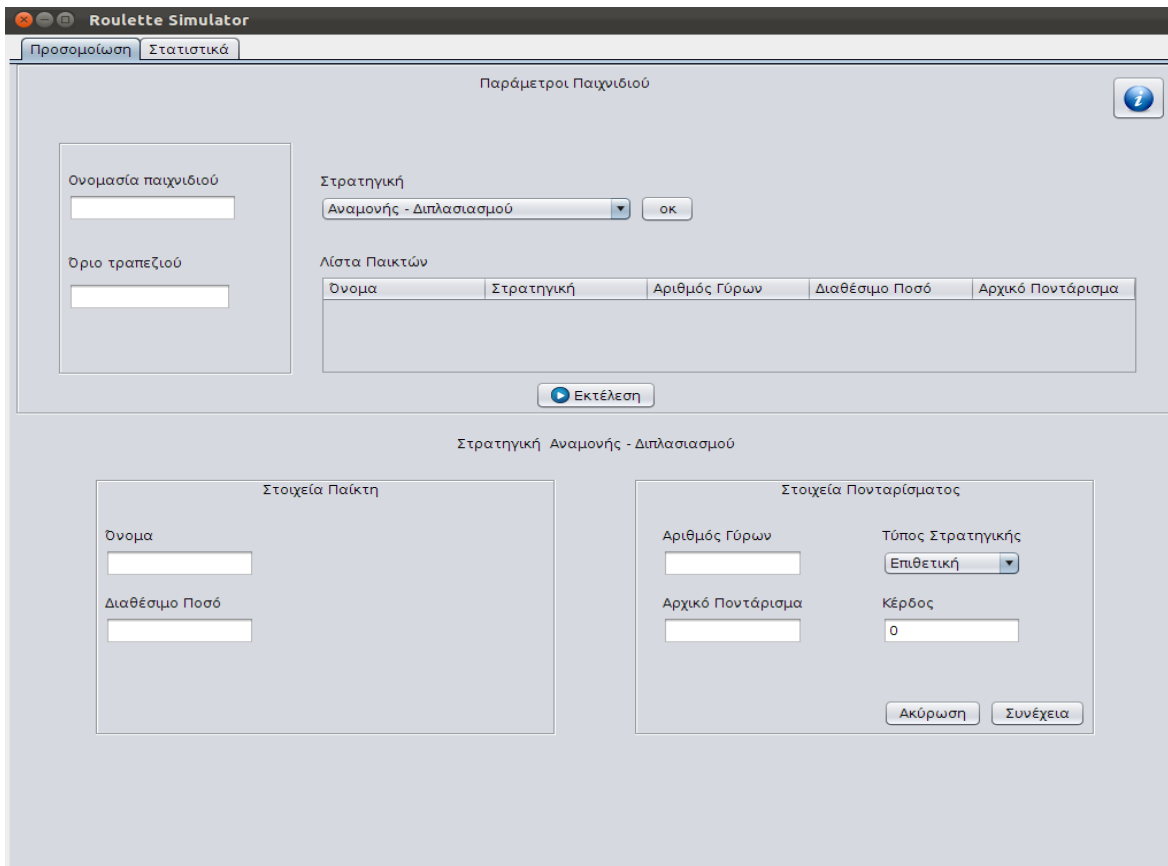 Roulette Simulator
Προσομοίωση Στατιστικά
Παράμετροι Παιχνιδιού
Ονομασία παιχνιδιού
Στρατηγική
Αναμονής - Διπλασιασμού οκ
Όριο τραπεζιού
Λίστα Παικτών
Όνομα Στρατηγική Αριθμός Γύρων Διαθέσιμο Ποσό Αρχικό Ποντάρισμα
Εκτέλεση
Στρατηγική Αναμονής - Διπλασιασμού
Στοιχεία Παίκτη
Όνομα
Διαθέσιμο Ποσό
Στοιχεία Πονταρίσματος
Αριθμός Γύρων Τύπος Στρατηγικής
Επιθετική
Αρχικό Ποντάρισμα Κέρδος
0
Ακύρωση Συνέχεια